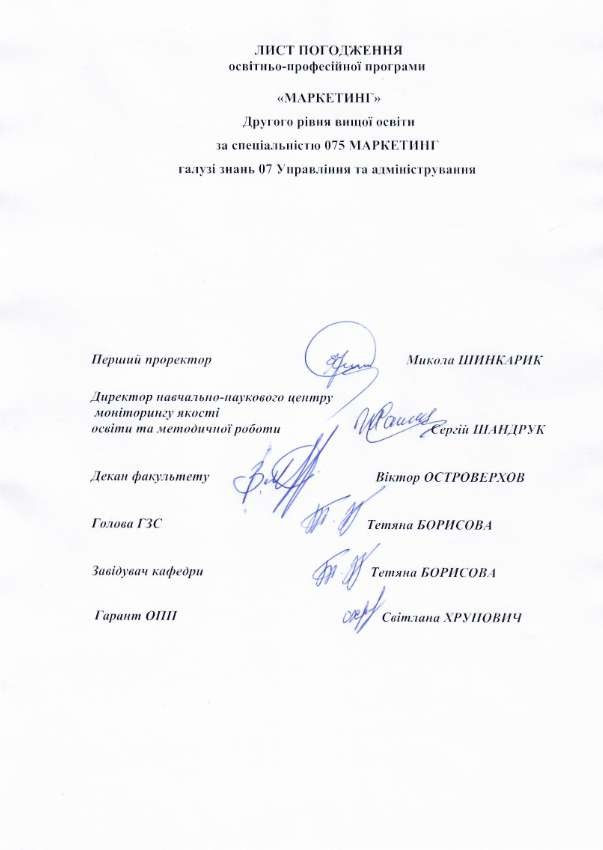 ЛИСТ ПОГОДЖЕННЯ
освітньо-професійної програми
«МАРКЕТИНГ»
Другого рівня вищої освіти
за спеціальністю 075 МАРКЕТИНГ
галузі знань 07 Управління та адміністрування
Перший проректор Микола ШИНКАРИК
Директор навчально-наукового центру
моніторингу якості
освіти та методичної роботи Сергій ШАНДРУК
Декан факультету Віктор ОСТРОВЕРХОВ
Голова ГЗС Тетяна БОРИСОВА
Завідувач кафедри Тетяна БОРИСОВА
Гарант ОПП Світлана ХРУПОВИЧ